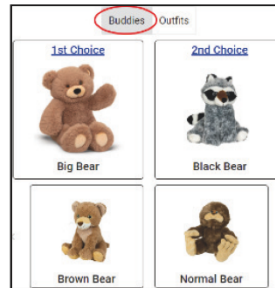 Buddies Outfits
1st Choice 2nd Choice
Big Bear Black Bear
Brown Bear Normal Bear